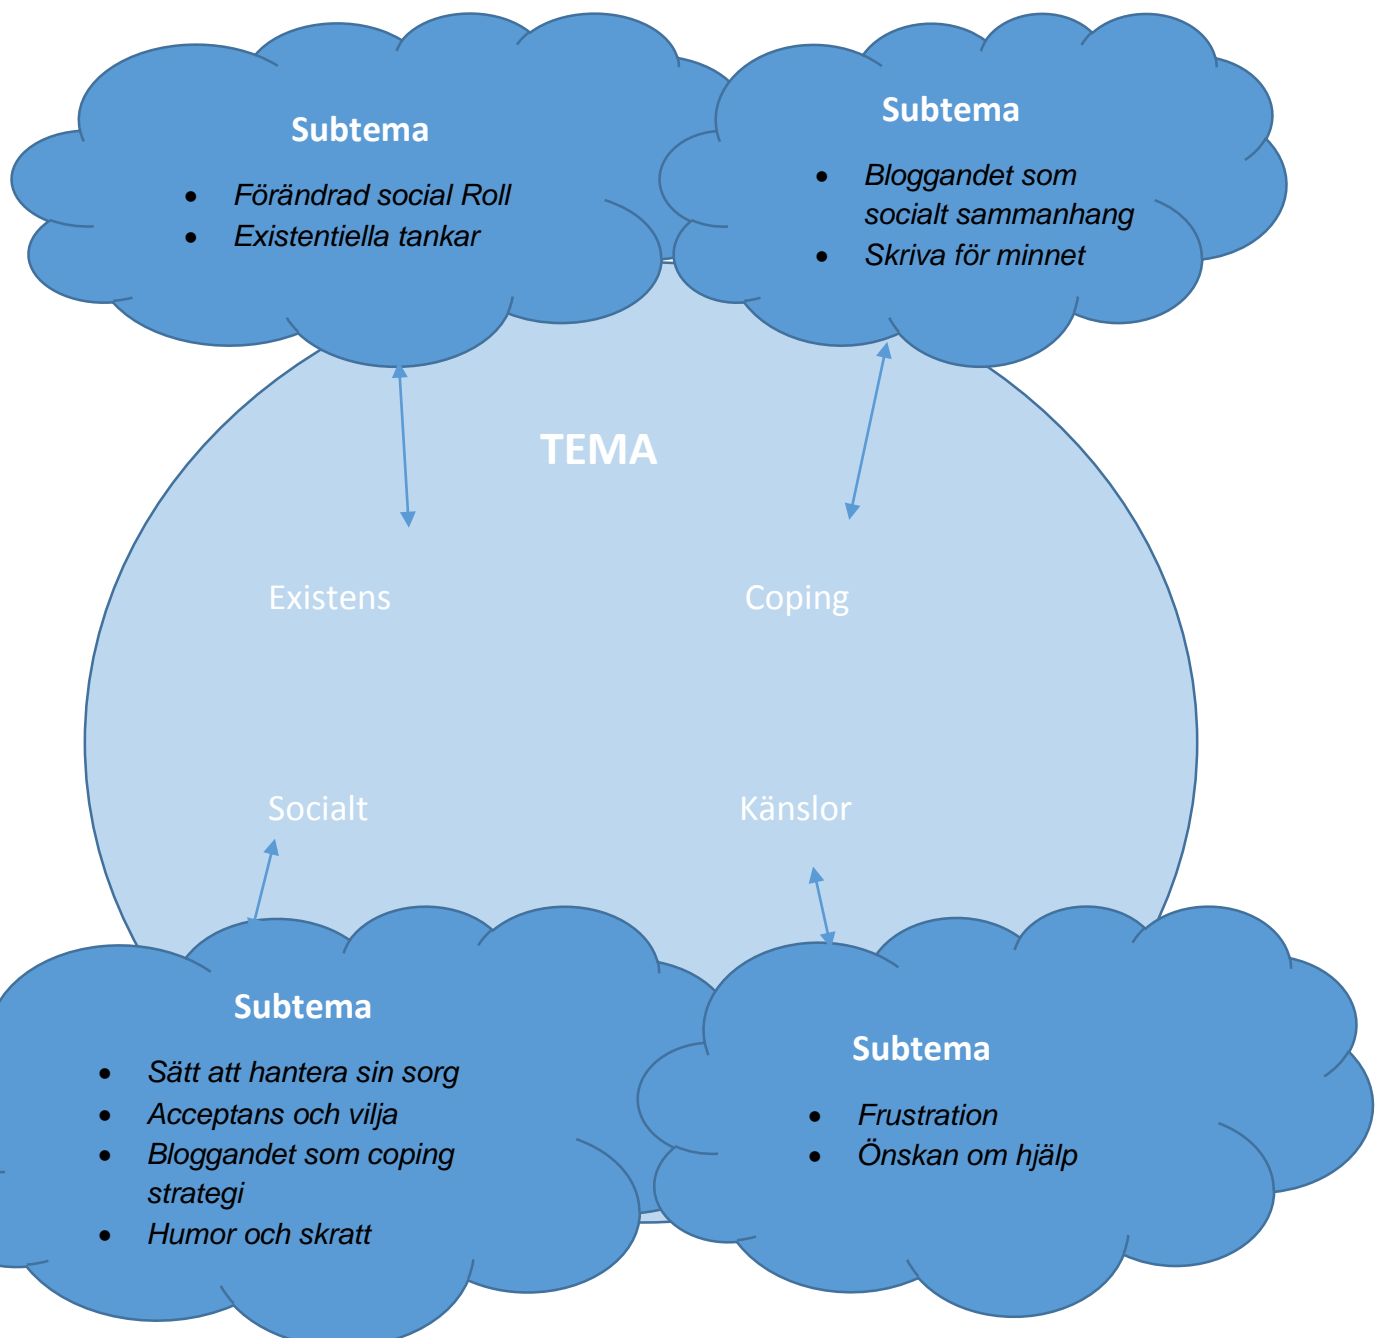 Subtema
• Förändrad social Roll
• Existentiella tankar
Subtema
• Bloggandet som
socialt sammanhang
• Skriva för minnet
TEMA
Existens
Coping
Socialt
Känslor
Subtema
• Sätt att hantera sin sorg
• Acceptans och vilja
• Bloggandet som coping
strategi
• Humor och skratt
Subtema
• Frustration
• Önskan om hjälp